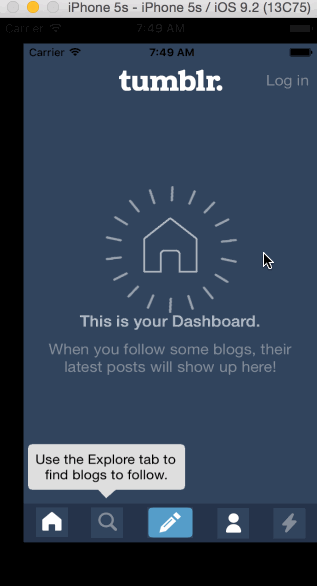 iPhone 5s - iPhone 5s / iOS 9.2 (13C75)
Carrier 7:49 AM
Carrier 7:49 AM
tumblr.
Log in
This is your Dashboard.
When you follow some blogs, their
latest posts will show up here!
Use the Explore tab to
find blogs to follow.